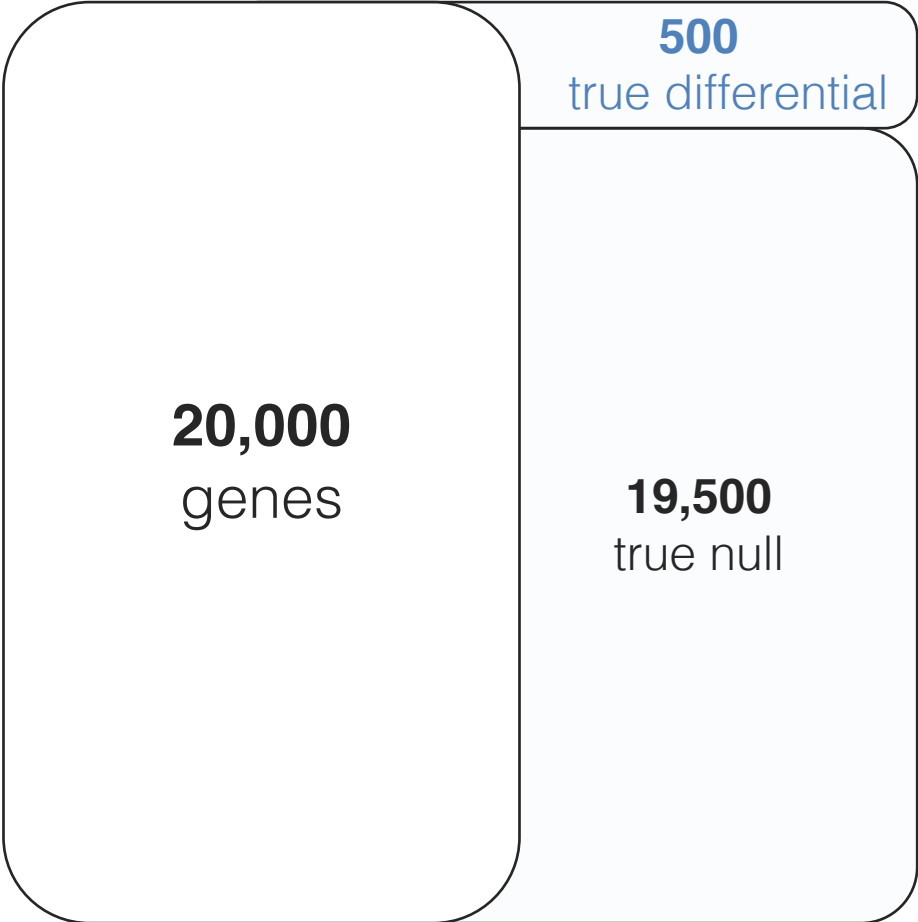 20,000
genes
500
true differential
19,500
true null